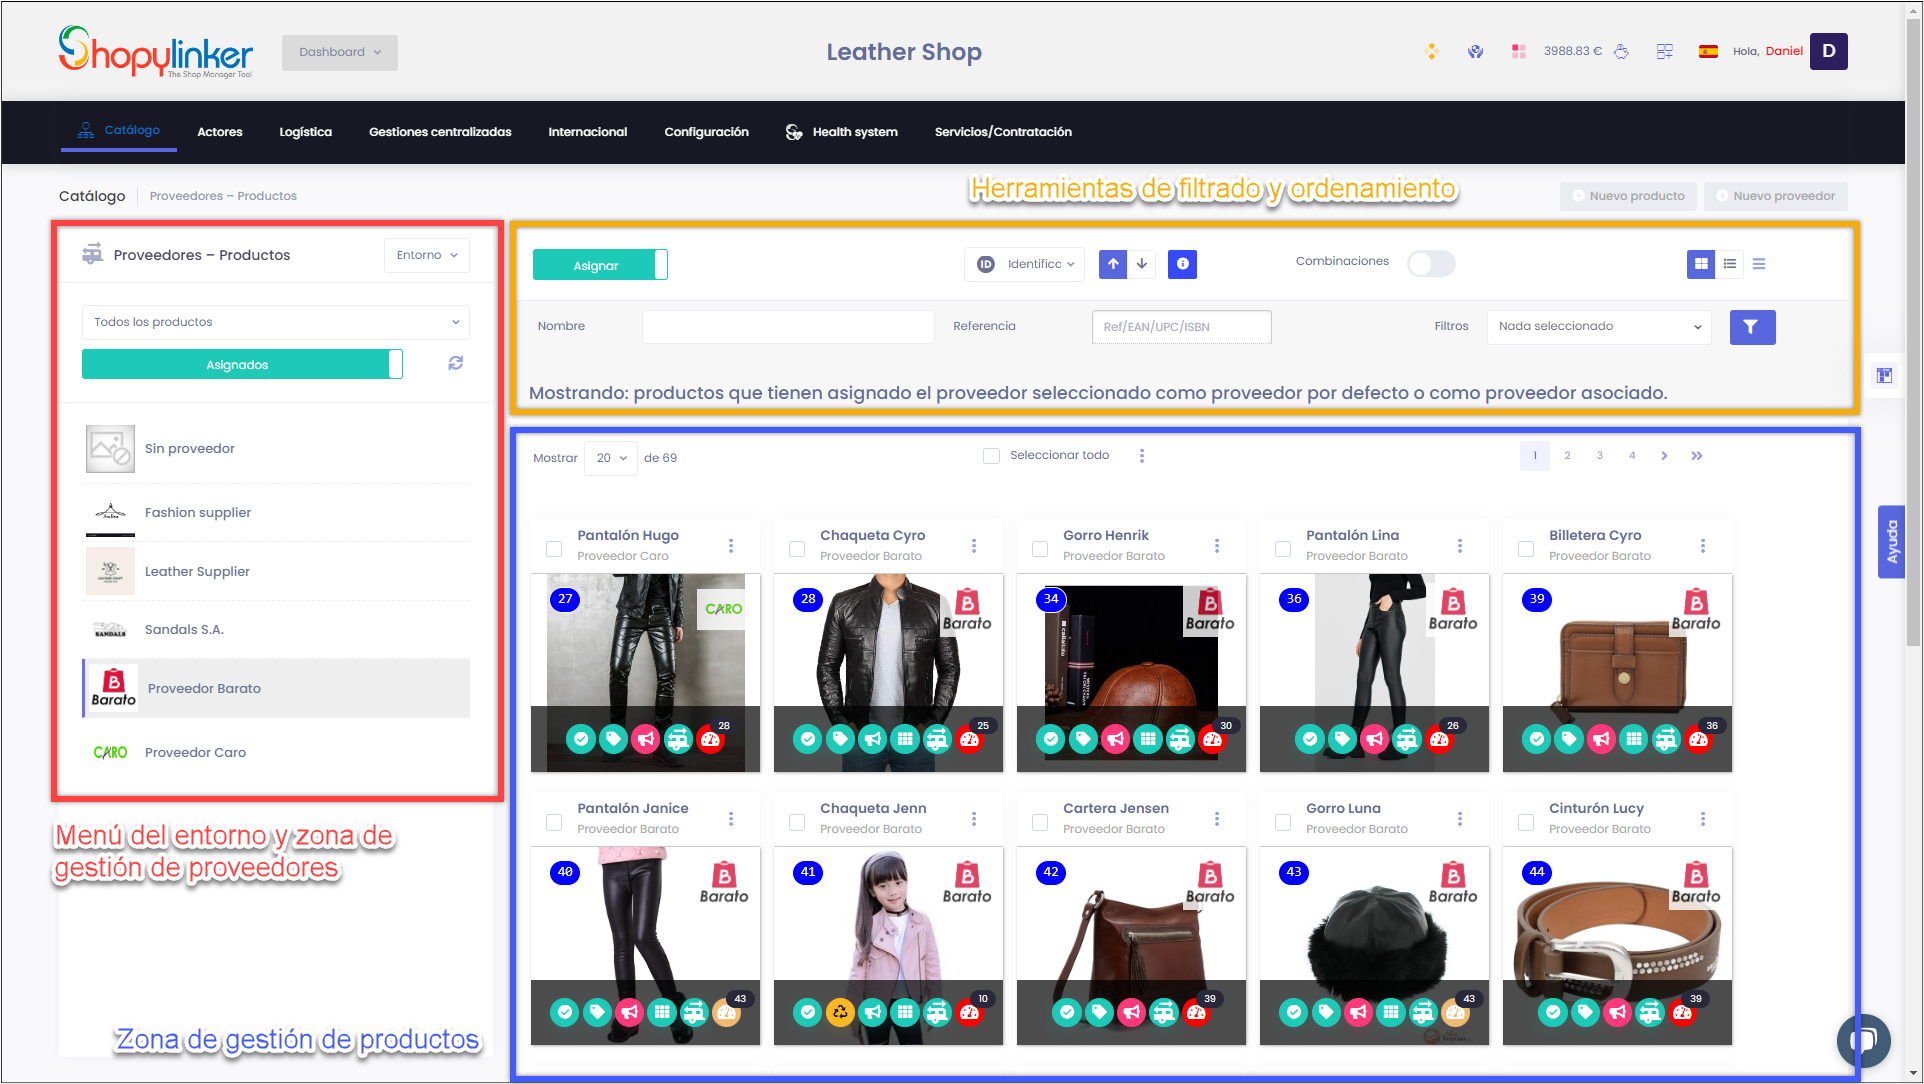 Shopylinker
The Shop Manager Tool
Dashboard
Leather Shop
3988.83 €
Hola, Daniel
D
Catálogo
Actores
Logística
Gestiones centralizadas
Internacional
Configuración
Health system
Servicios/Contratación
Catálogo
Proveedores – Productos
Herramientas de filtrado y ordenamiento
Nuevo producto
Nuevo proveedor
Proveedores – Productos
Entorno
Todos los productos
Asignados
Sin proveedor
Fashion supplier
Leather Supplier
SANDALS
Sandals S.A.
B
Barato
Proveedor Barato
CARO
Proveedor Caro
Menú del entorno y zona de
gestión de proveedores
Zona de gestión de productos
Asignar
ID
Identific
Combinaciones
Nombre
Referencia
Ref/EAN/UPC/ISBN
Filtros
Nada seleccionado
Mostrando: productos que tienen asignado el proveedor seleccionado como proveedor por defecto o como proveedor asociado.
Mostrar 20 de 69
Seleccionar todo
1 2 3 4
Ayuda
Pantalón Hugo
Proveedor Caro
27
CARO
28
Chaqueta Cyro
Proveedor Barato
28
B
Barato
25
Gorro Henrik
Proveedor Barato
34
B
Barato
30
Pantalón Lina
Proveedor Barato
36
B
Barato
26
Billetera Cyro
Proveedor Barato
39
B
Barato
36
Pantalón Janice
Proveedor Barato
40
B
Barato
43
Chaqueta Jenn
Proveedor Barato
41
B
Barato
10
Cartera Jensen
Proveedor Barato
42
B
Barato
39
Gorro Luna
Proveedor Barato
43
B
Barato
43
Cinturón Lucy
Proveedor Barato
44
B
Barato
39